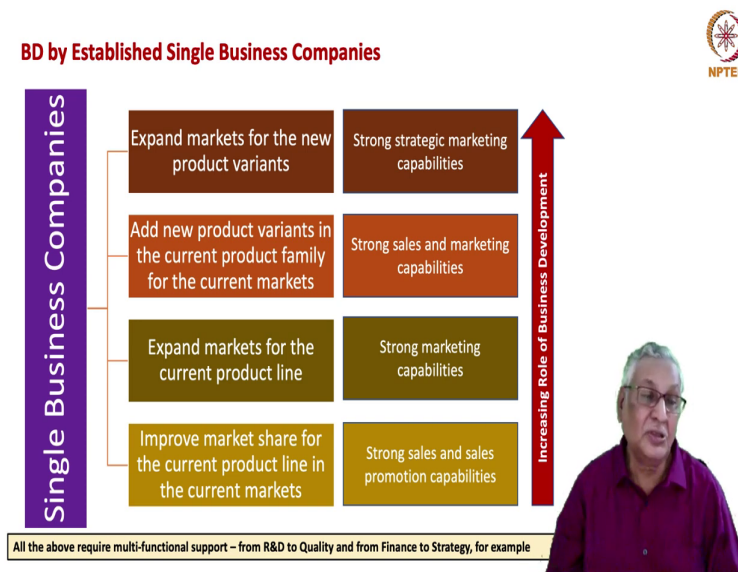 BD by Established Single Business Companies
NPTE
Single Business Companies
Expand markets for the new
product variants
Strong strategic marketing
capabilities
Add new product variants in
the current product family
for the current markets
Strong sales and marketing
capabilities
Expand markets for the
current product line
Strong marketing
capabilities
Improve market share for
the current product line in
the current markets
Strong sales and sales
promotion capabilities
Increasing Role of Business Development
All the above require multi-functional support – from R&D to Quality and from Finance to Strategy, for example